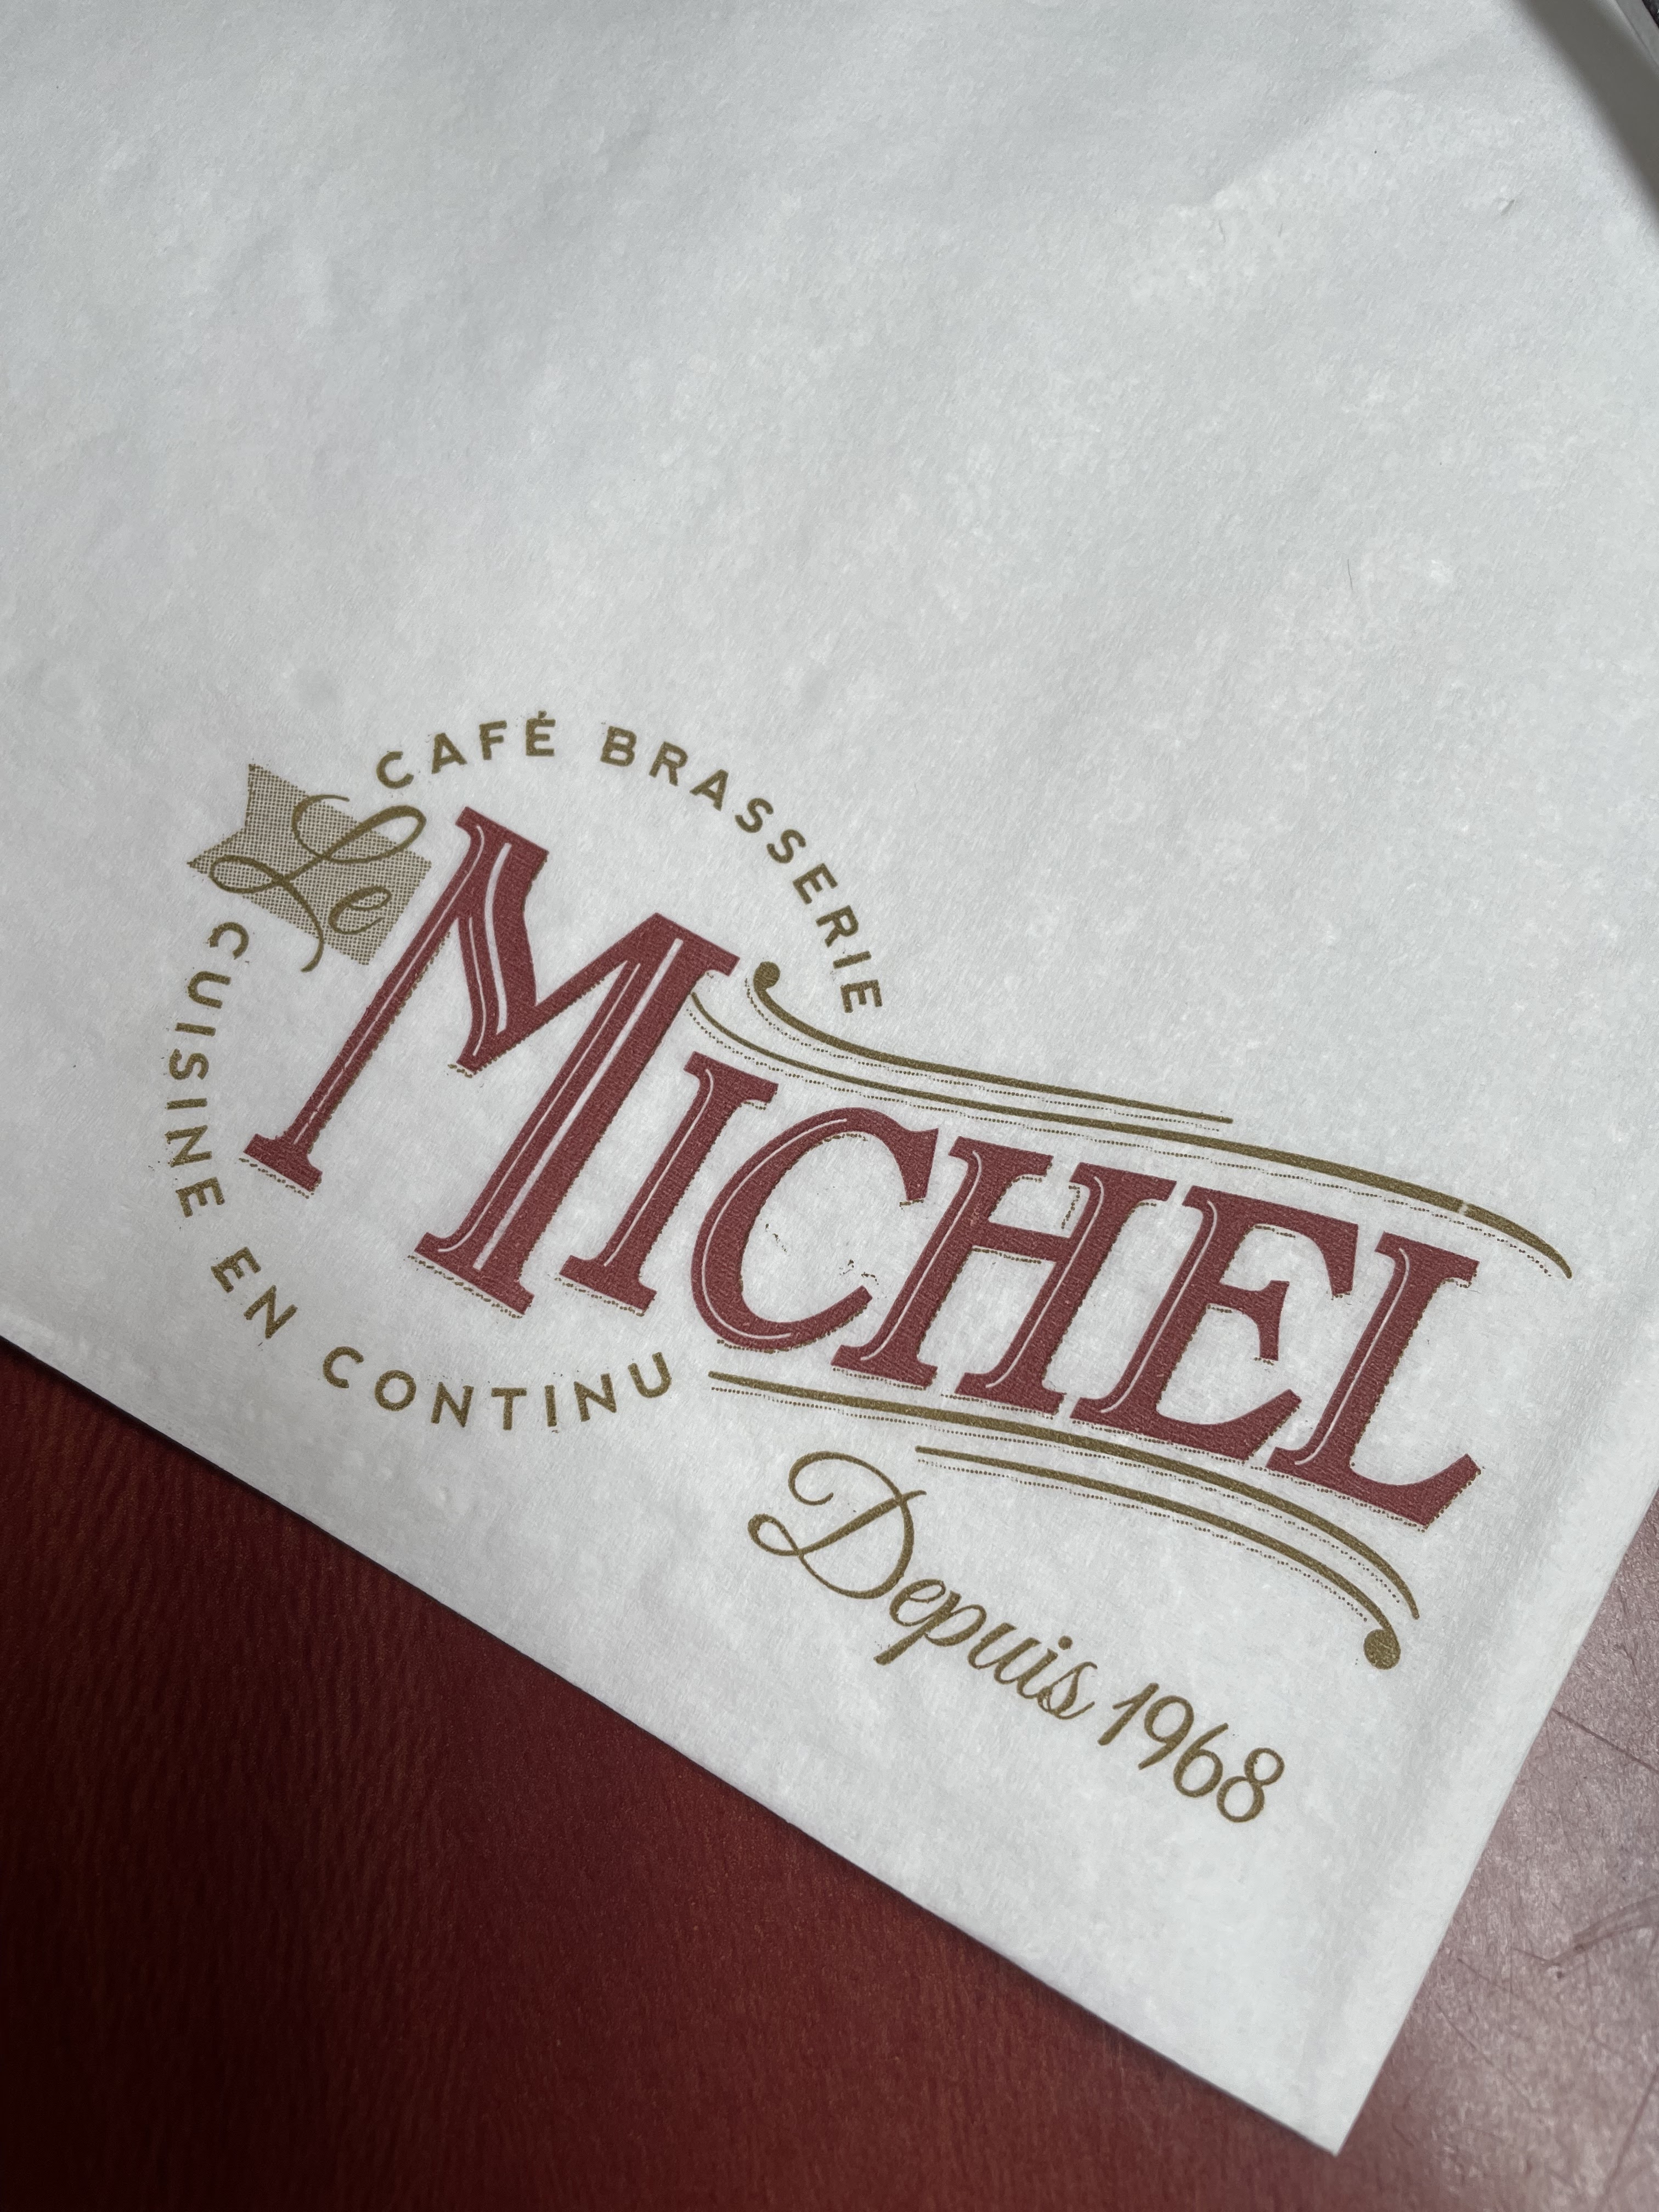 CAFÉ BRASSERIE
Le
MICHEL
CUISINE EN CONTINU
Depuis 1968